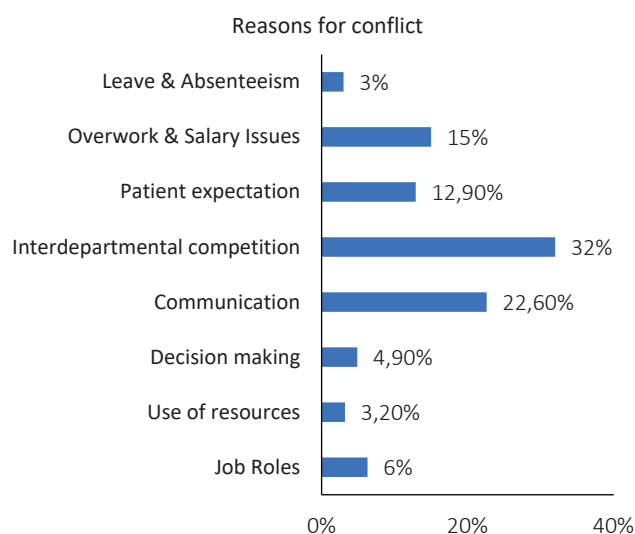 Reasons for conflict
Leave & Absenteeism 3%
Overwork & Salary Issues 15%
Patient expectation 12,90%
Interdepartmental competition 32%
Communication 22,60%
Decision making 4,90%
Use of resources 3,20%
Job Roles 6%
0% 20% 40%